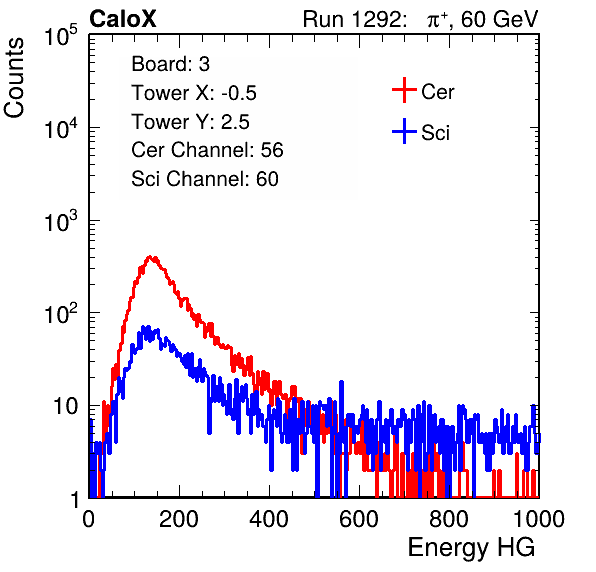 CaloX Run 1292: π⁺, 60 GeV
Counts
Board: 3
Tower X: -0.5
Tower Y: 2.5
Cer Channel: 56
Sci Channel: 60
Cer
Sci
10⁵
10⁴
10³
10²
10
1
0 200 400 600 800 1000
Energy HG